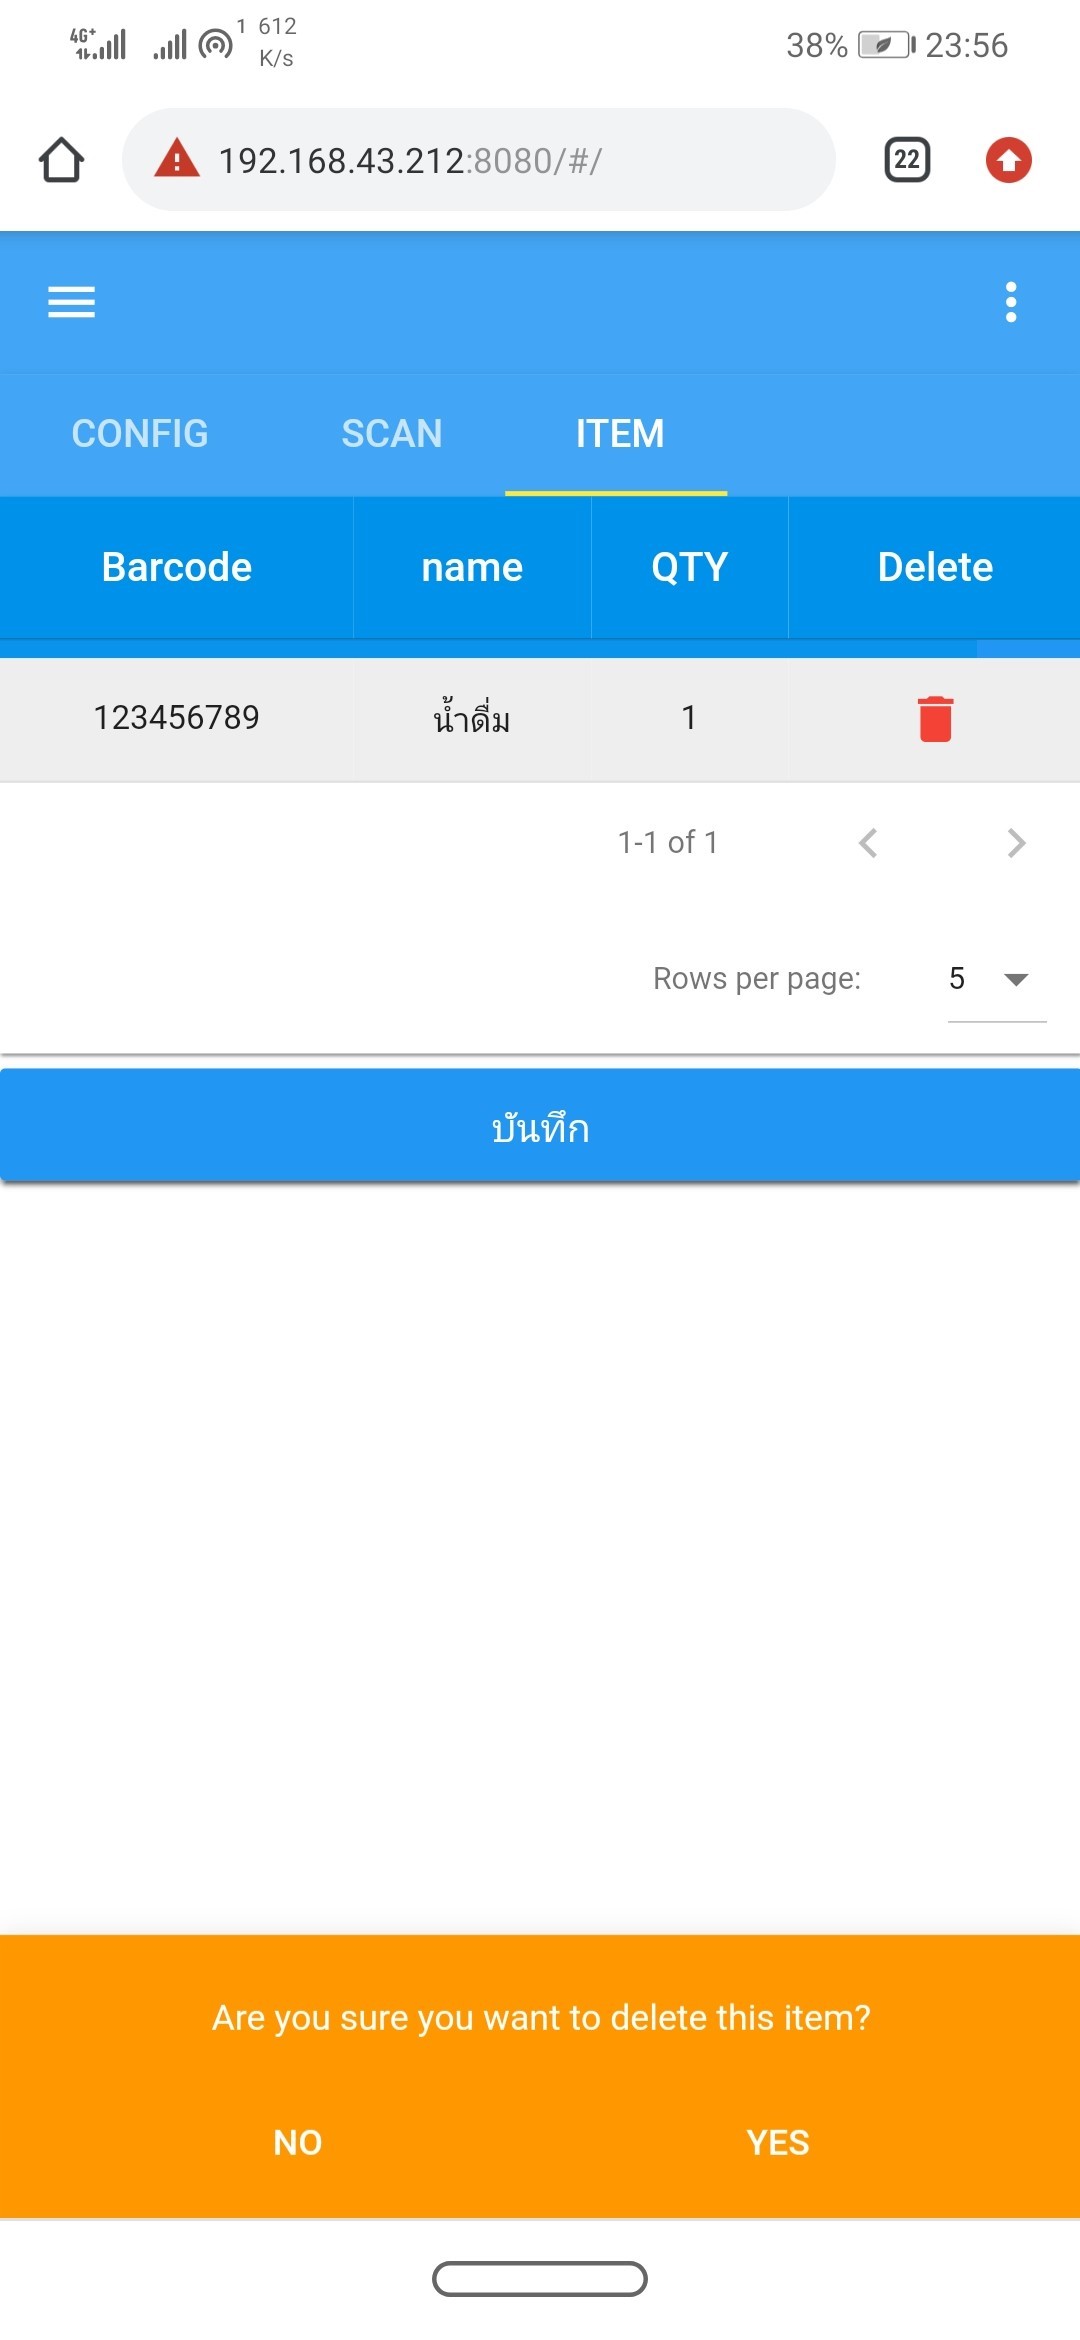 4G+ 1 612 K/s 38% 23:56
192.168.43.212:8080/#/ 22
CONFIG SCAN ITEM
Barcode name QTY Delete
123456789 น้ำดื่ม 1
1-1 of 1
Rows per page: 5
บันทึก
Are you sure you want to delete this item?
NO YES